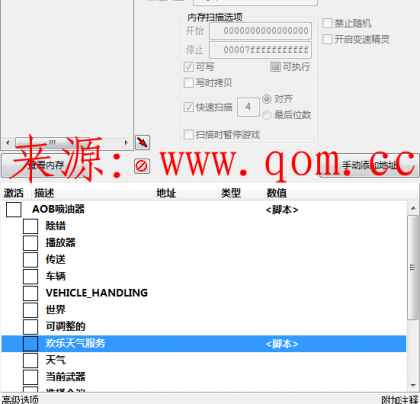 内存扫描选项
开始 0000000000000000
停止 00007fffffffffff
禁止随机
开启变速精灵
可写 可执行
写时拷贝
快速扫描 4 对齐
最后位数
扫描时暂停游戏
来源：www.qom.cc
查看内存 手动添加地址
激活 描述 地址 类型 数值
AOB喷油器 <脚本>
除错
播放器
传送
车辆
VEHICLE_HANDLING
世界
可调整的
欢乐天气服务 <脚本>
天气
当前武器
高级选项 附加注释